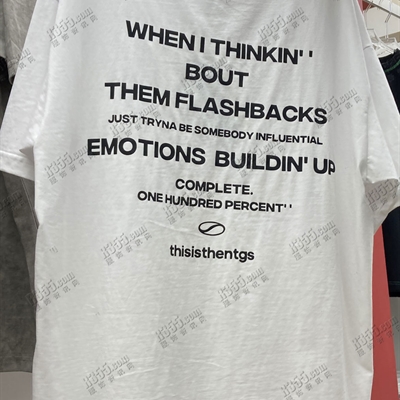 WHEN I THINKIN''
BOUT
THEM FLASHBACKS
JUST TRYNA BE SOMEBODY INFLUENTIAL
EMOTIONS BUILDIN' UP
COMPLETE.
ONE HUNDRED PERCENT''
thisisthentgs